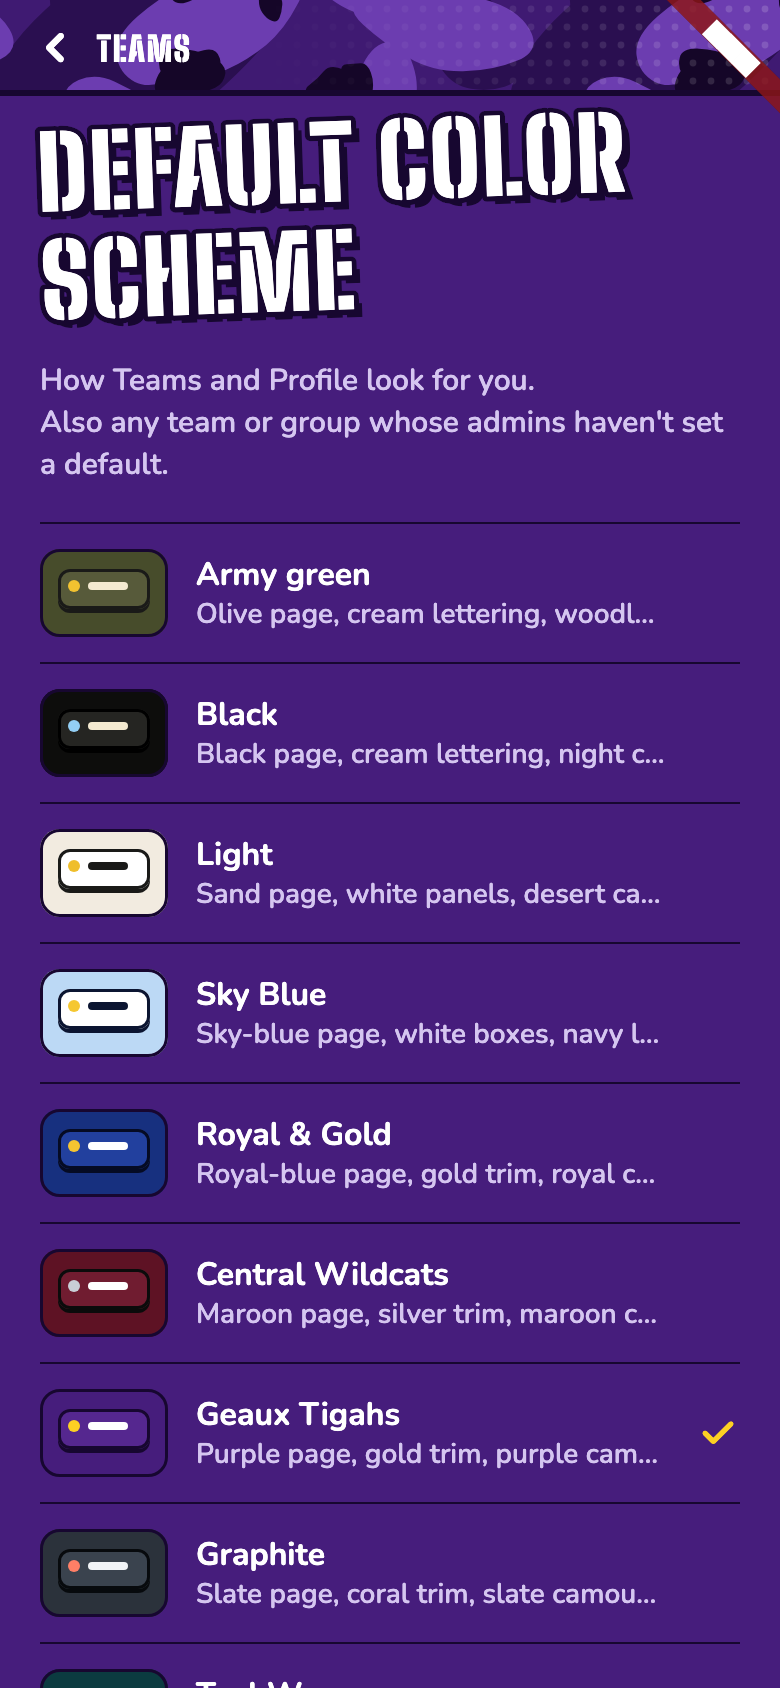 TEAMS
DEFAULT COLOR
SCHEME
How Teams and Profile look for you.
Also any team or group whose admins haven't set
a default.
Army green
Olive page, cream lettering, woodl...
Black
Black page, cream lettering, night c...
Light
Sand page, white panels, desert ca...
Sky Blue
Sky-blue page, white boxes, navy l...
Royal & Gold
Royal-blue page, gold trim, royal c...
Central Wildcats
Maroon page, silver trim, maroon c...
Geaux Tigahs
Purple page, gold trim, purple cam...
Graphite
Slate page, coral trim, slate camou...